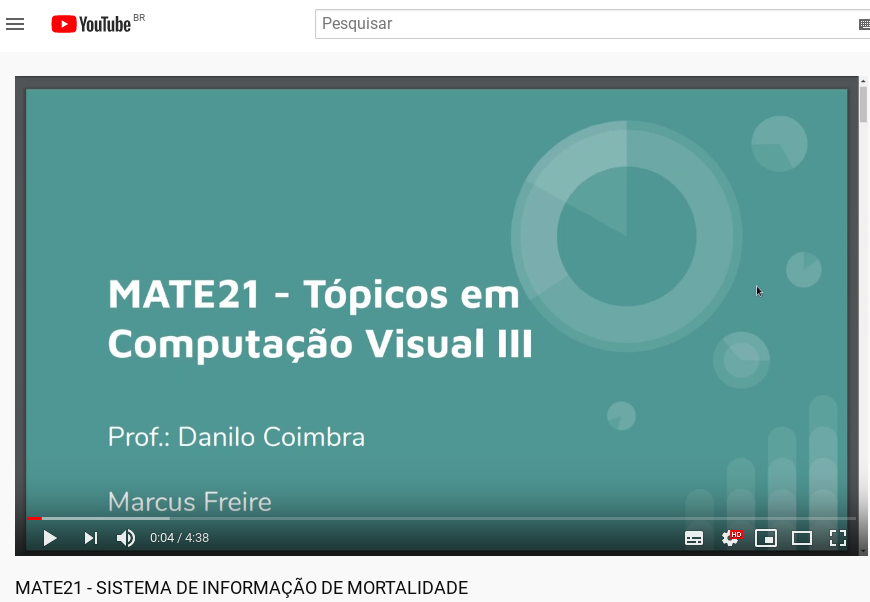 YouTube BR
Pesquisar
MATE21 - Tópicos em
Computação Visual III
Prof.: Danilo Coimbra
Marcus Freire
0:04 / 4:38
HD
MATE21 - SISTEMA DE INFORMAÇÃO DE MORTALIDADE